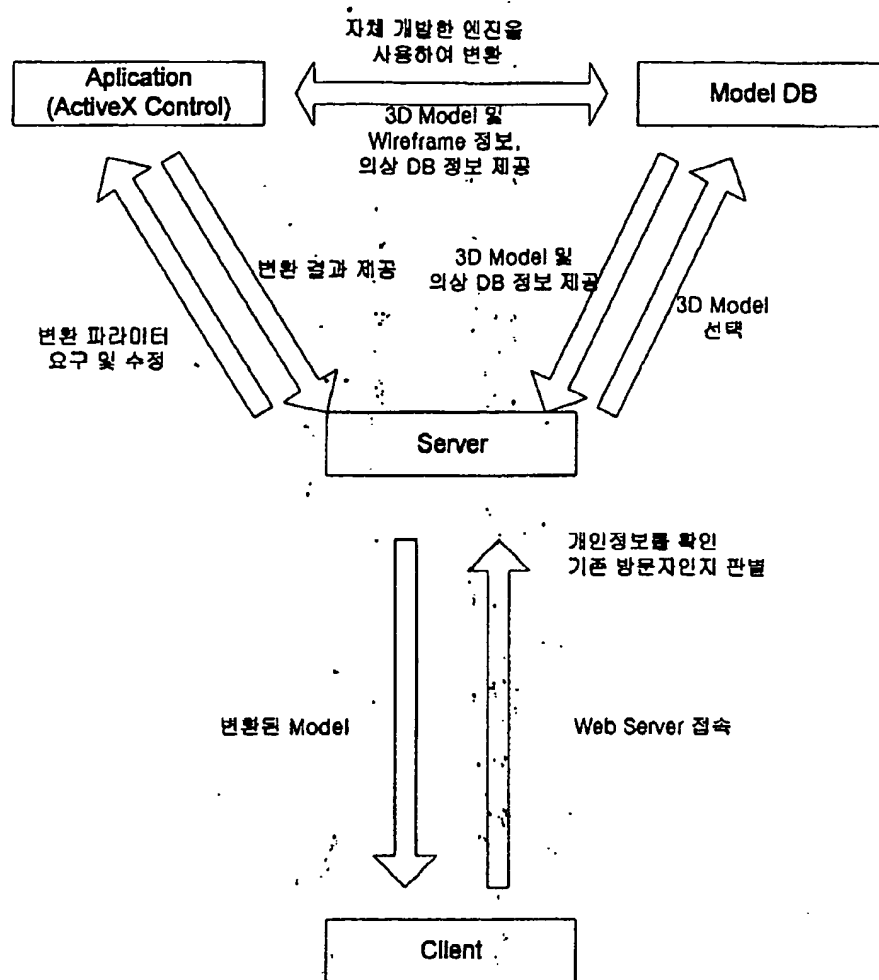 자체 개발한 엔진을
사용하여 변환
Aplication
(ActiveX Control)
Model DB
3D Model 및
Wireframe 정보,
의상 DB 정보 제공
변환 결과 제공
3D Model 및
의상 DB 정보 제공
3D Model
선택
변환 파라미터
요구 및 수정
Server
개인정보를 확인
기존 방문자인지 판별
변환된 Model
Web Server 접속
Client